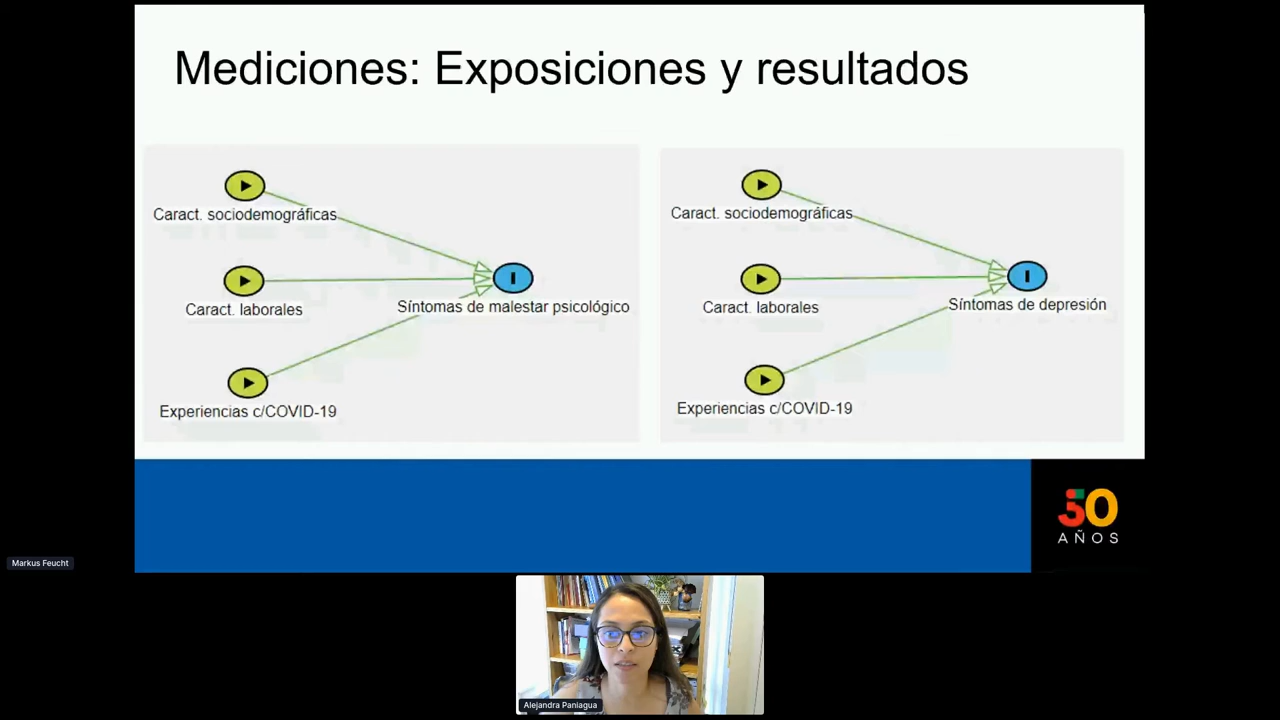 Mediciones: Exposiciones y resultados
Caract. sociodemográficas
Caract. laborales
Síntomas de malestar psicológico
Experiencias c/COVID-19
Caract. sociodemográficas
Caract. laborales
Síntomas de depresión
Experiencias c/COVID-19
50
AÑOS
Markus Feucht
Alejandra Paniagua